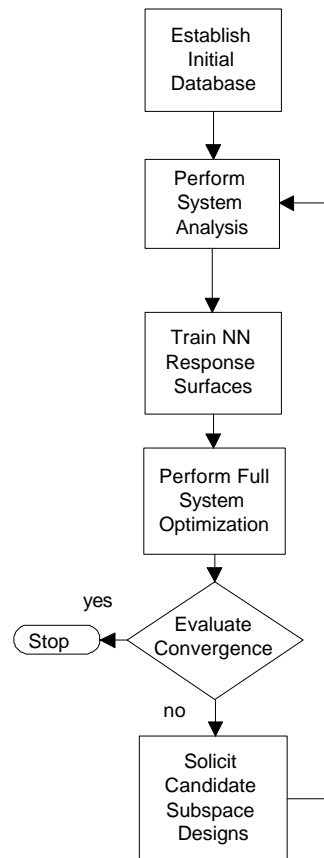 Establish
Initial
Database
Perform
System
Analysis
Train NN
Response
Surfaces
Perform Full
System
Optimization
yes
Evaluate
Convergence
Stop
no
Solicit
Candidate
Subspace
Designs